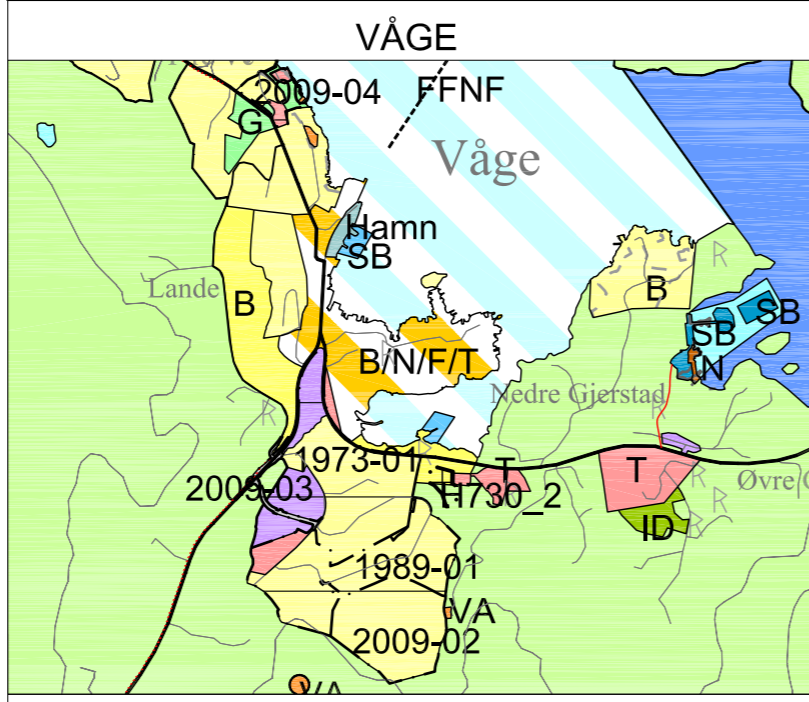 VÅGE
2009-04
FFNF
G
Våge
Hamn
SB
Lande
B
B
SB
SB
B/N/F/T
N
Nedre Gjerstad
R
R
R
R
R
R
R
R
1973-01
2009-03
T
T
H730_2
Øvre G
ID
1989-01
VA
2009-02
VA